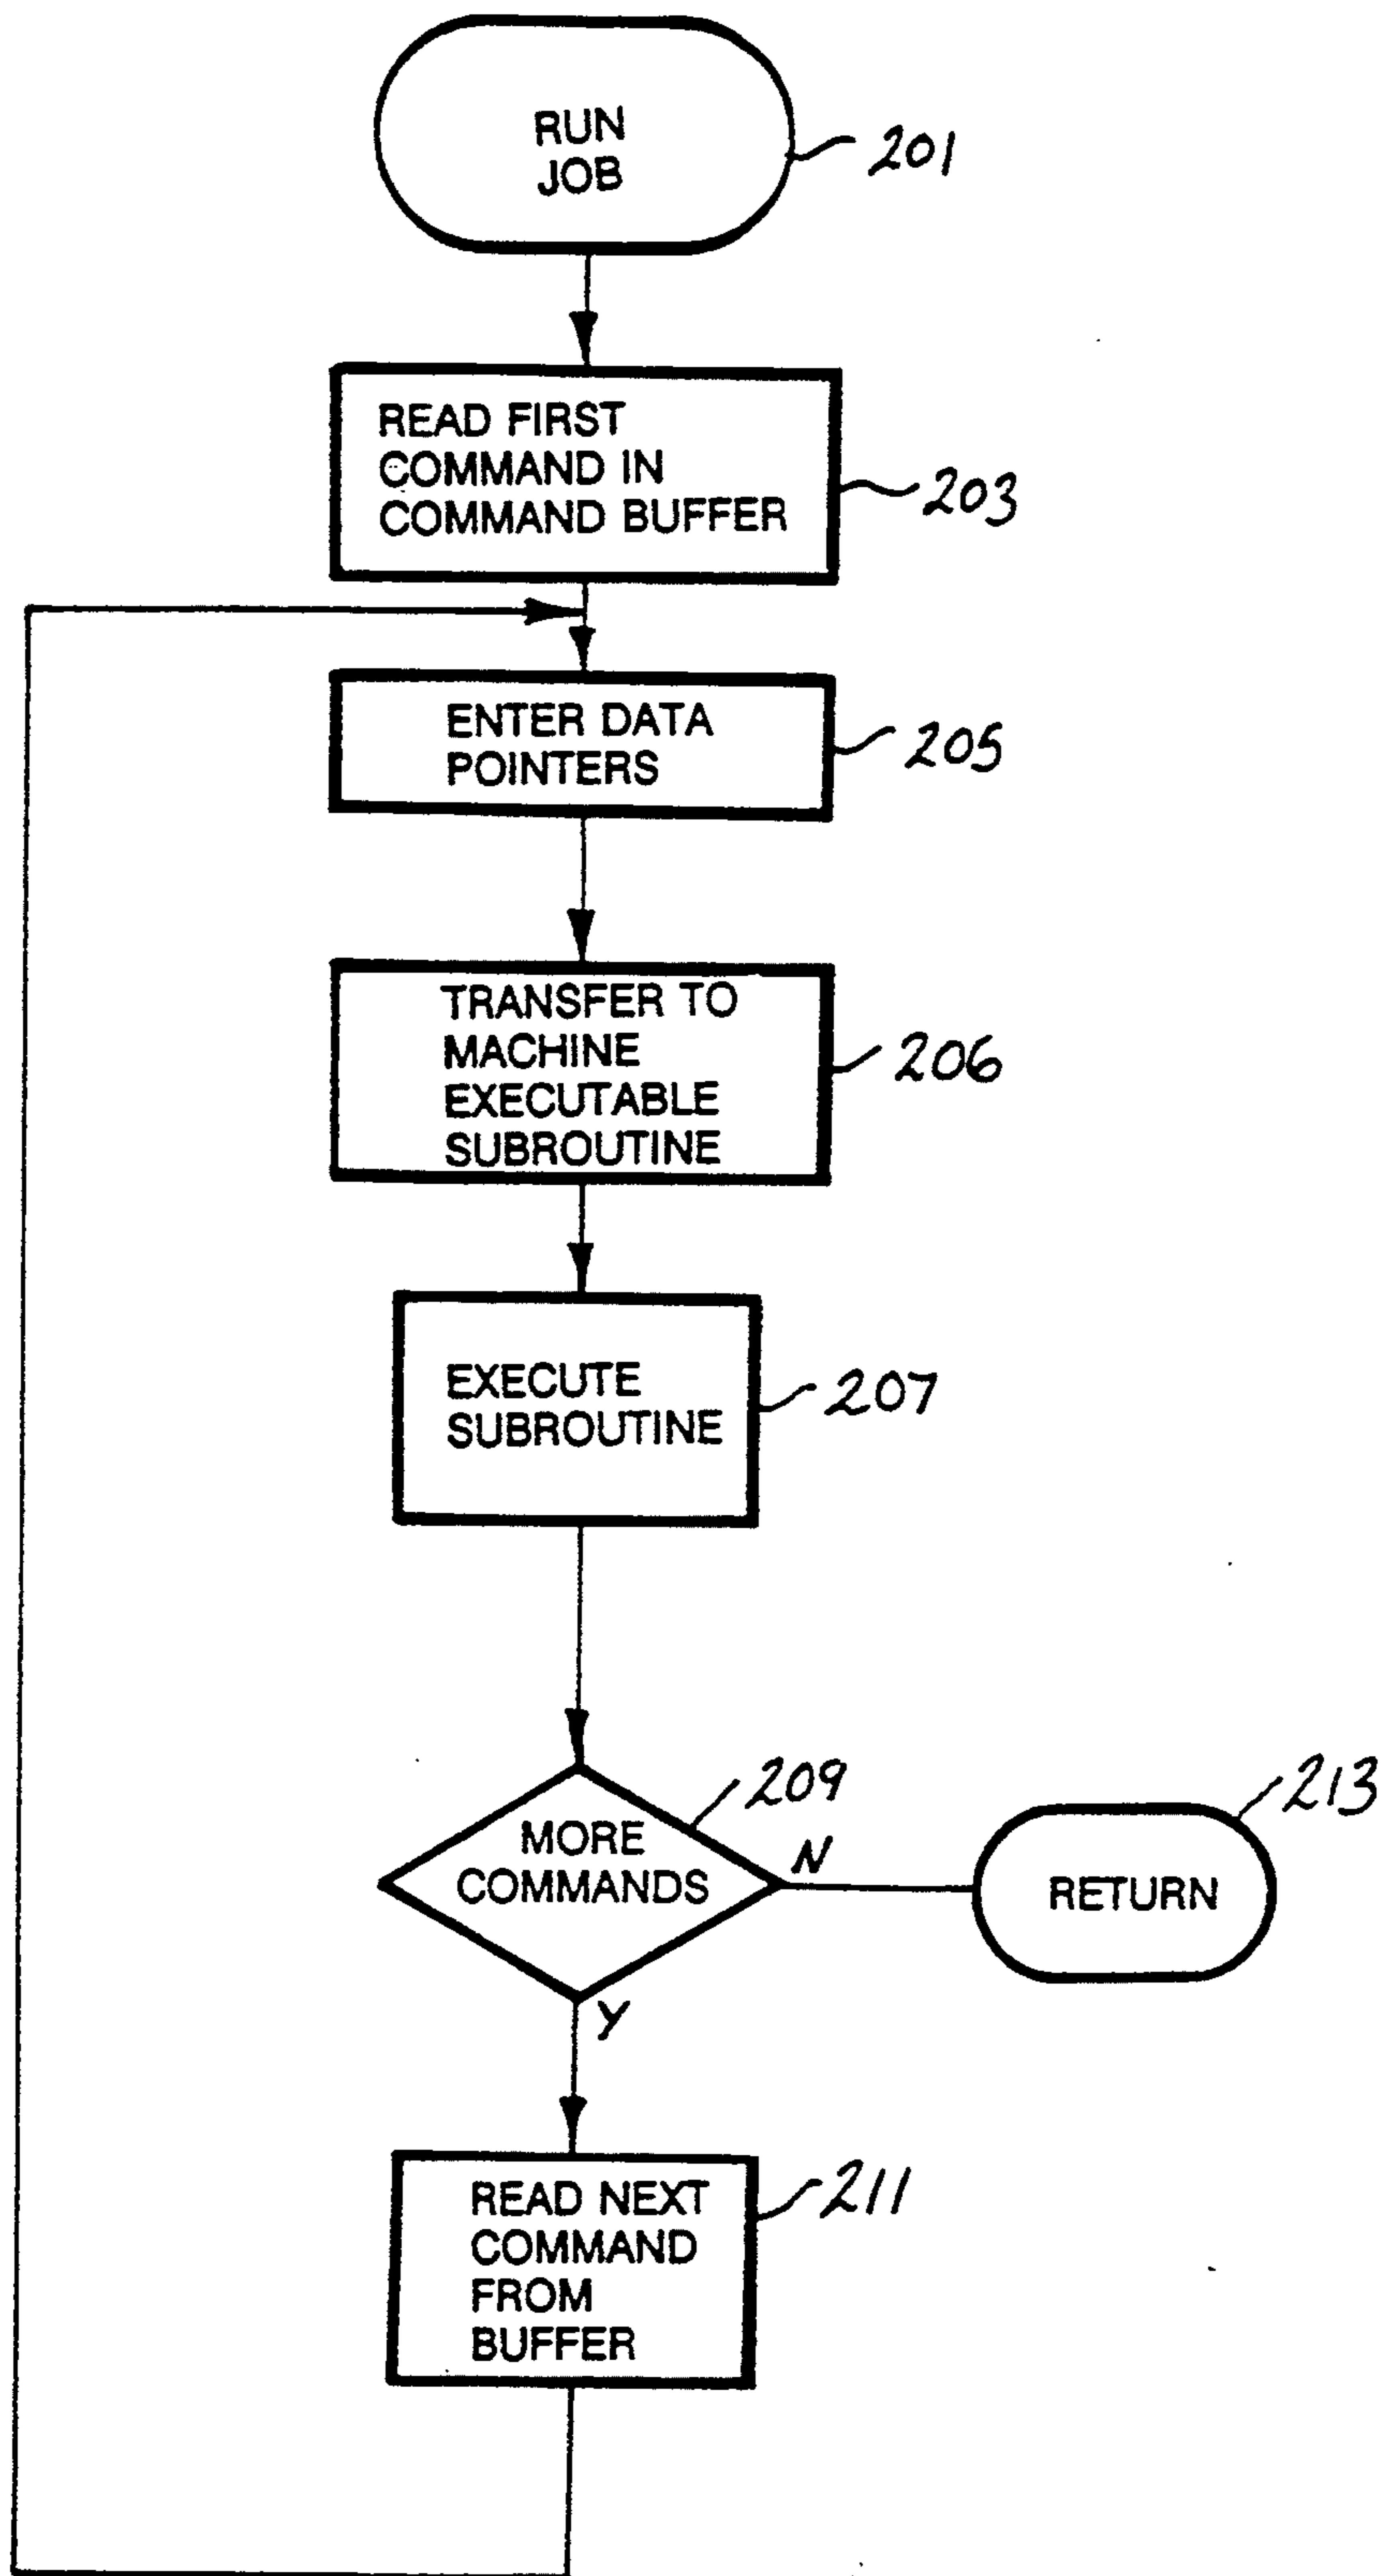 RUN
JOB
201
READ FIRST
COMMAND IN
COMMAND BUFFER
203
ENTER DATA
POINTERS
205
TRANSFER TO
MACHINE
EXECUTABLE
SUBROUTINE
206
EXECUTE
SUBROUTINE
207
MORE
COMMANDS
209
N
RETURN
213
Y
READ NEXT
COMMAND
FROM
BUFFER
211